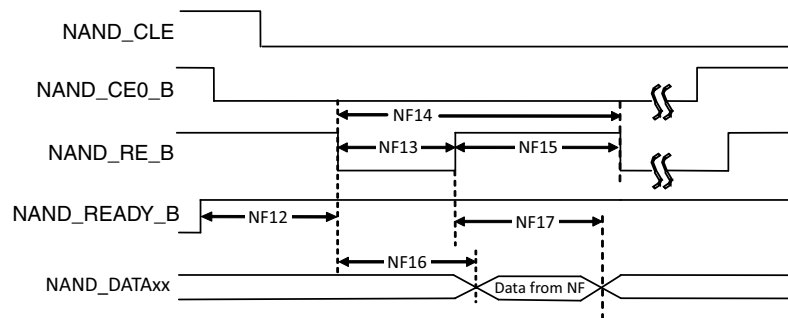 NAND_CLE
NAND_CE0_B
NF14
NAND_RE_B
NF13
NF15
NAND_READY_B
NF12
NF17
NF16
NAND_DATAxx
Data from NF